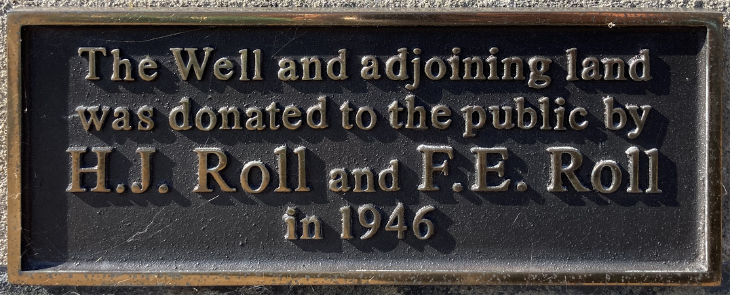 The Well and adjoining land
was donated to the public by
H.J. Roll and F.E. Roll
in 1946